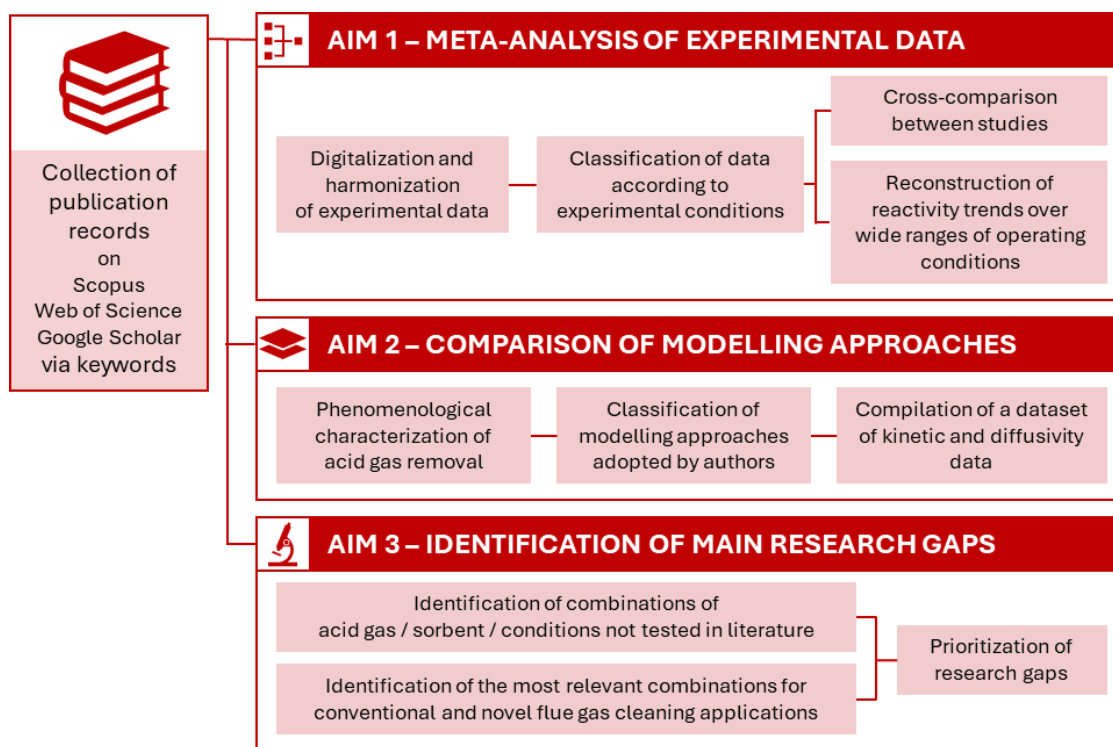 Collection of
publication
records
on
Scopus
Web of Science
Google Scholar
via keywords
AIM 1 – META-ANALYSIS OF EXPERIMENTAL DATA
Digitalization and
harmonization
of experimental data
Classification of data
according to
experimental conditions
Cross-comparison
between studies
Reconstruction of
reactivity trends over
wide ranges of operating
conditions
AIM 2 – COMPARISON OF MODELLING APPROACHES
Phenomenological
characterization of
acid gas removal
Classification of
modelling approaches
adopted by authors
Compilation of a dataset
of kinetic and diffusivity
data
AIM 3 – IDENTIFICATION OF MAIN RESEARCH GAPS
Identification of combinations of
acid gas / sorbent / conditions not tested in literature
Identification of the most relevant combinations for
conventional and novel flue gas cleaning applications
Prioritization of
research gaps